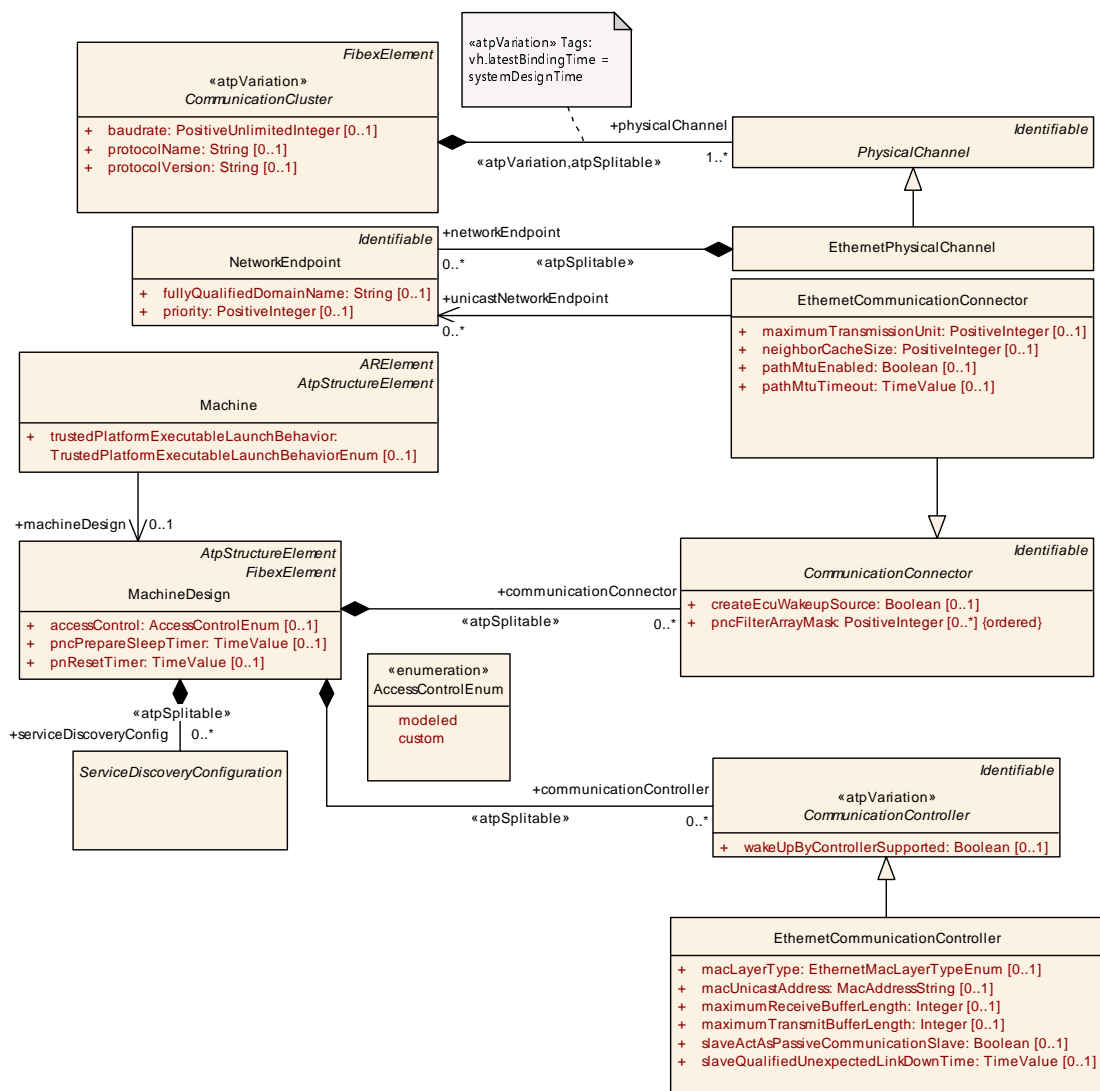 «atpVariation» Tags:
vh.latestBindingTime =
systemDesignTime
FibexElement
«atpVariation»
CommunicationCluster
+ baudrate: PositiveUnlimitedInteger [0..1]
+ protocolName: String [0..1]
+ protocolVersion: String [0..1]
+physicalChannel
«atpVariation,atpSplitable»
1..*
Identifiable
PhysicalChannel
Identifiable
NetworkEndpoint
+ fullyQualifiedDomainName: String [0..1]
+ priority: PositiveInteger [0..1]
+networkEndpoint
0..*
«atpSplitable»
EthernetPhysicalChannel
+unicastNetworkEndpoint
0..*
EthernetCommunicationConnector
+ maximumTransmissionUnit: PositiveInteger [0..1]
+ neighborCacheSize: PositiveInteger [0..1]
+ pathMtuEnabled: Boolean [0..1]
+ pathMtuTimeout: TimeValue [0..1]
ARElement
AtpStructureElement
Machine
+ trustedPlatformExecutableLaunchBehavior:
TrustedPlatformExecutableLaunchBehaviorEnum [0..1]
+machineDesign
0..1
AtpStructureElement
FibexElement
MachineDesign
+ accessControl: AccessControlEnum [0..1]
+ pncPrepareSleepTimer: TimeValue [0..1]
+ pnResetTimer: TimeValue [0..1]
+communicationConnector
«atpSplitable»
0..*
Identifiable
CommunicationConnector
+ createEcuWakeupSource: Boolean [0..1]
+ pncFilterArrayMask: PositiveInteger [0..*] {ordered}
«enumeration»
AccessControlEnum
modeled
custom
«atpSplitable»
+serviceDiscoveryConfig
0..*
ServiceDiscoveryConfiguration
+communicationController
«atpSplitable»
0..*
Identifiable
«atpVariation»
CommunicationController
+ wakeUpByControllerSupported: Boolean [0..1]
EthernetCommunicationController
+ macLayerType: EthernetMacLayerTypeEnum [0..1]
+ macUnicastAddress: MacAddressString [0..1]
+ maximumReceiveBufferLength: Integer [0..1]
+ maximumTransmitBufferLength: Integer [0..1]
+ slaveActAsPassiveCommunicationSlave: Boolean [0..1]
+ slaveQualifiedUnexpectedLinkDownTime: TimeValue [0..1]